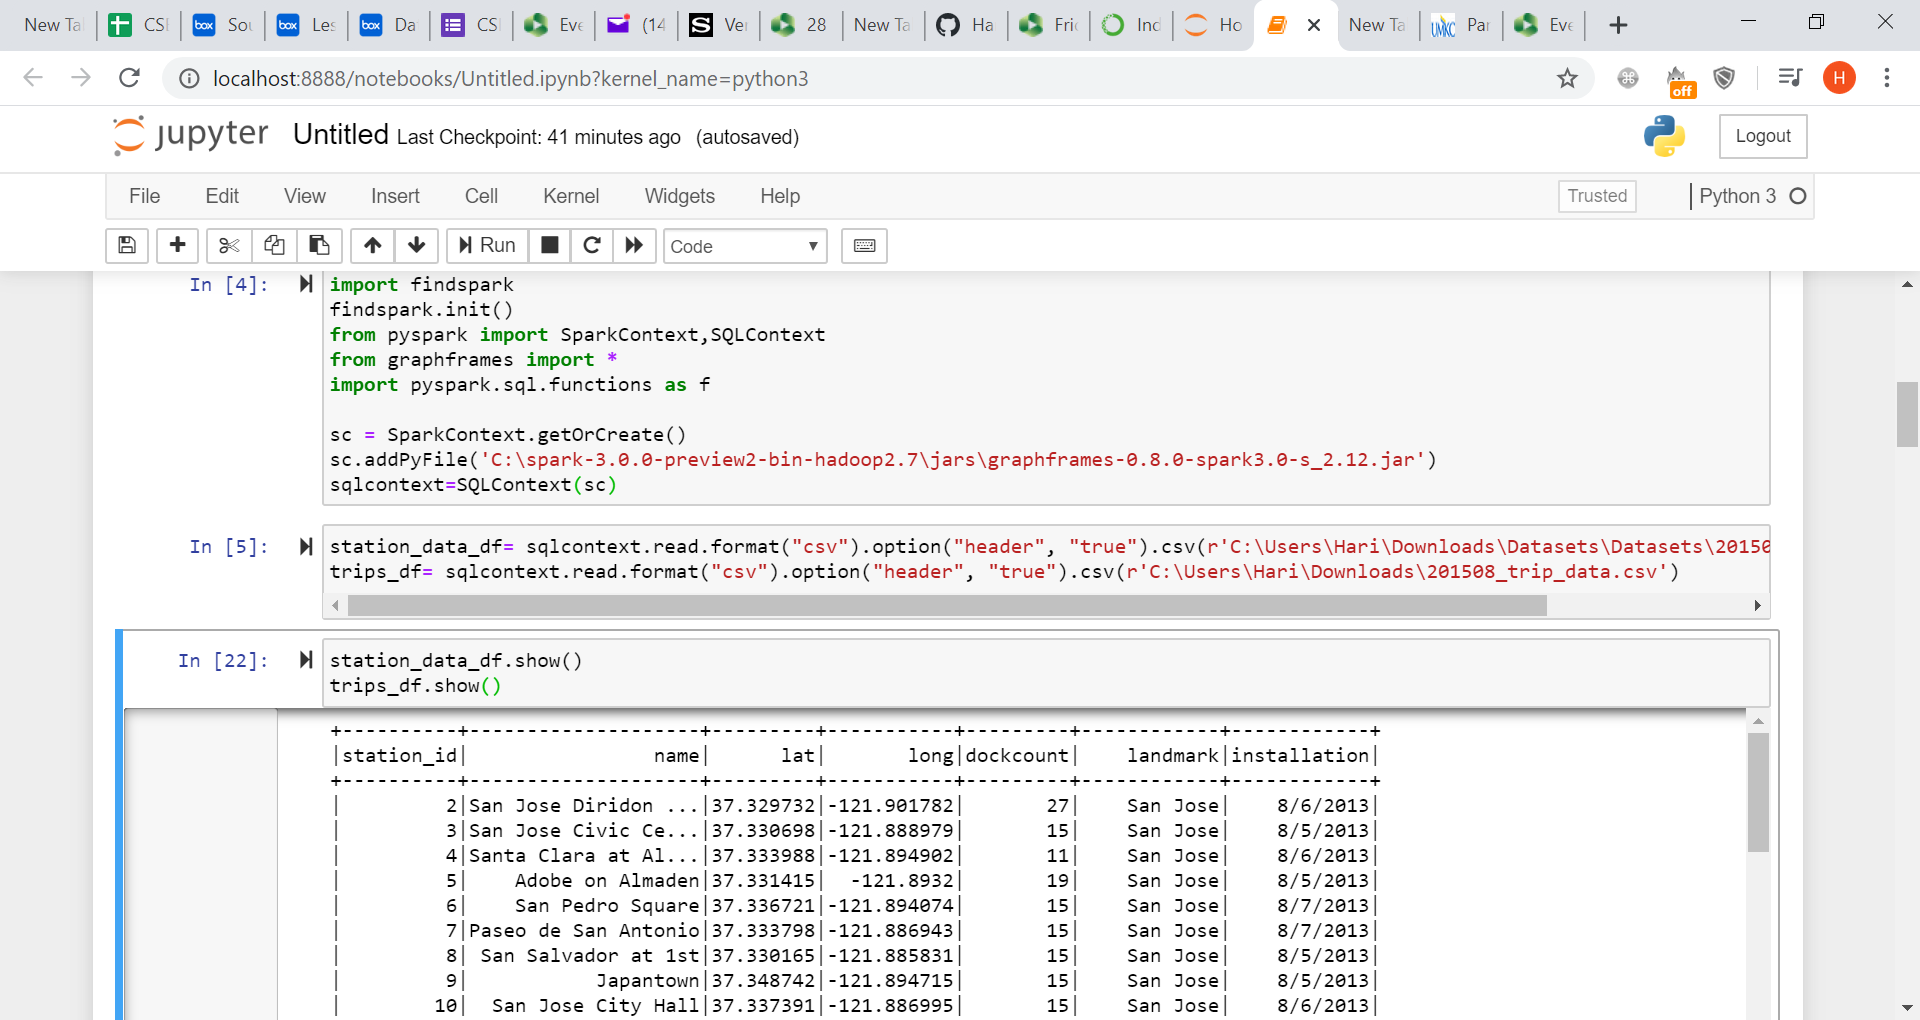 New Ta CSI box Sou box Les box Da CS Eve (14 S Ver 28 New Ta Ha Fric Ind Ho New Ta UMKC Par Eve
localhost:8888/notebooks/Untitled.ipynb?kernel_name=python3 off H
jupyter Untitled Last Checkpoint: 41 minutes ago (autosaved) Logout
File Edit View Insert Cell Kernel Widgets Help Trusted Python 3
Run Code
In [4]: import findspark
findspark.init()
from pyspark import SparkContext,SQLContext
from graphframes import *
import pyspark.sql.functions as f
sc = SparkContext.getOrCreate()
sc.addPyFile('C:\spark-3.0.0-preview2-bin-hadoop2.7\jars\graphframes-0.8.0-spark3.0-s_2.12.jar')
sqlcontext=SQLContext(sc)
In [5]: station_data_df= sqlcontext.read.format("csv").option("header", "true").csv(r'C:\Users\Hari\Downloads\Datasets\Datasets\20150
trips_df= sqlcontext.read.format("csv").option("header", "true").csv(r'C:\Users\Hari\Downloads\201508_trip_data.csv')
In [22]: station_data_df.show()
trips_df.show()
+----------+--------------------+---------+-----------+---------+------------+------------+
|station_id|                name|      lat|       long|dockcount|    landmark|installation|
+----------+--------------------+---------+-----------+---------+------------+------------+
|         2|San Jose Diridon ...|37.329732|-121.901782|       27|    San Jose|    8/6/2013|
|         3|San Jose Civic Ce...|37.330698|-121.888979|       15|    San Jose|    8/5/2013|
|         4|Santa Clara at Al...|37.333988|-121.894902|       11|    San Jose|    8/6/2013|
|         5|    Adobe on Almaden|37.331415|  -121.8932|       19|    San Jose|    8/5/2013|
|         6|    San Pedro Square|37.336721|-121.894074|       15|    San Jose|    8/7/2013|
|         7|Paseo de San Antonio|37.333798|-121.886943|       15|    San Jose|    8/7/2013|
|         8| San Salvador at 1st|37.330165|-121.885831|       15|    San Jose|    8/5/2013|
|         9|           Japantown|37.348742|-121.894715|       15|    San Jose|    8/5/2013|
|        10|  San Jose City Hall|37.337391|-121.886995|       15|    San Jose|    8/6/2013|